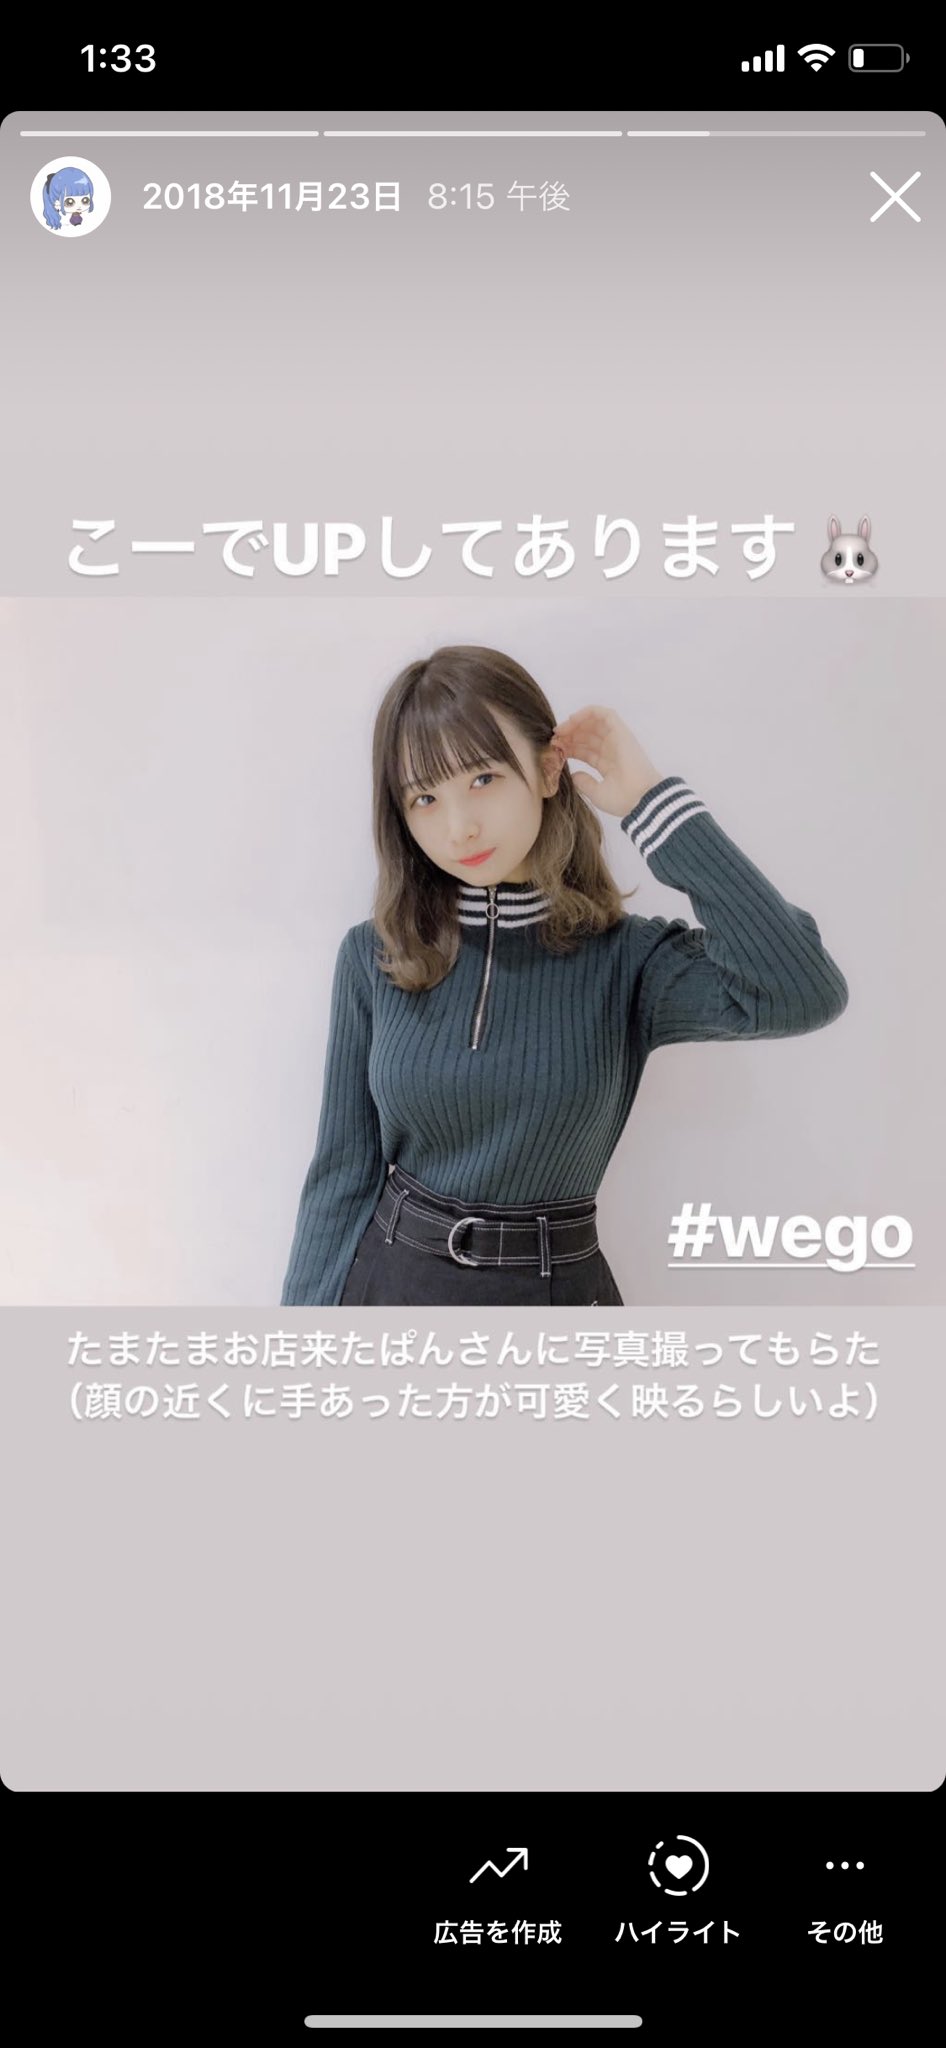 1:33
2018年11月23日 8:15 午後
こーでUPしてあります🐰
#wego
たまたまお店来たぱんさんに写真撮ってもらた
（顔の近くに手あった方が可愛く映るらしいよ）
広告を作成 ハイライト その他